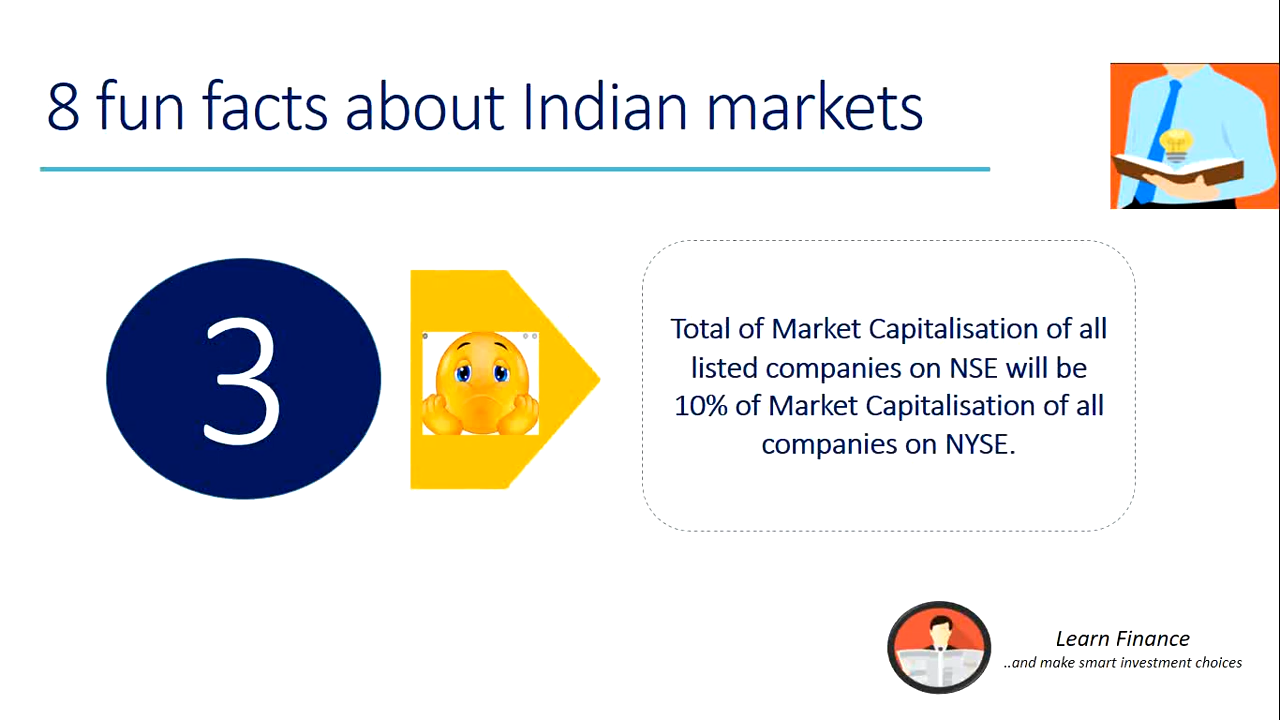 8 fun facts about Indian markets
3
Total of Market Capitalisation of all
listed companies on NSE will be
10% of Market Capitalisation of all
companies on NYSE.
Learn Finance
..and make smart investment choices